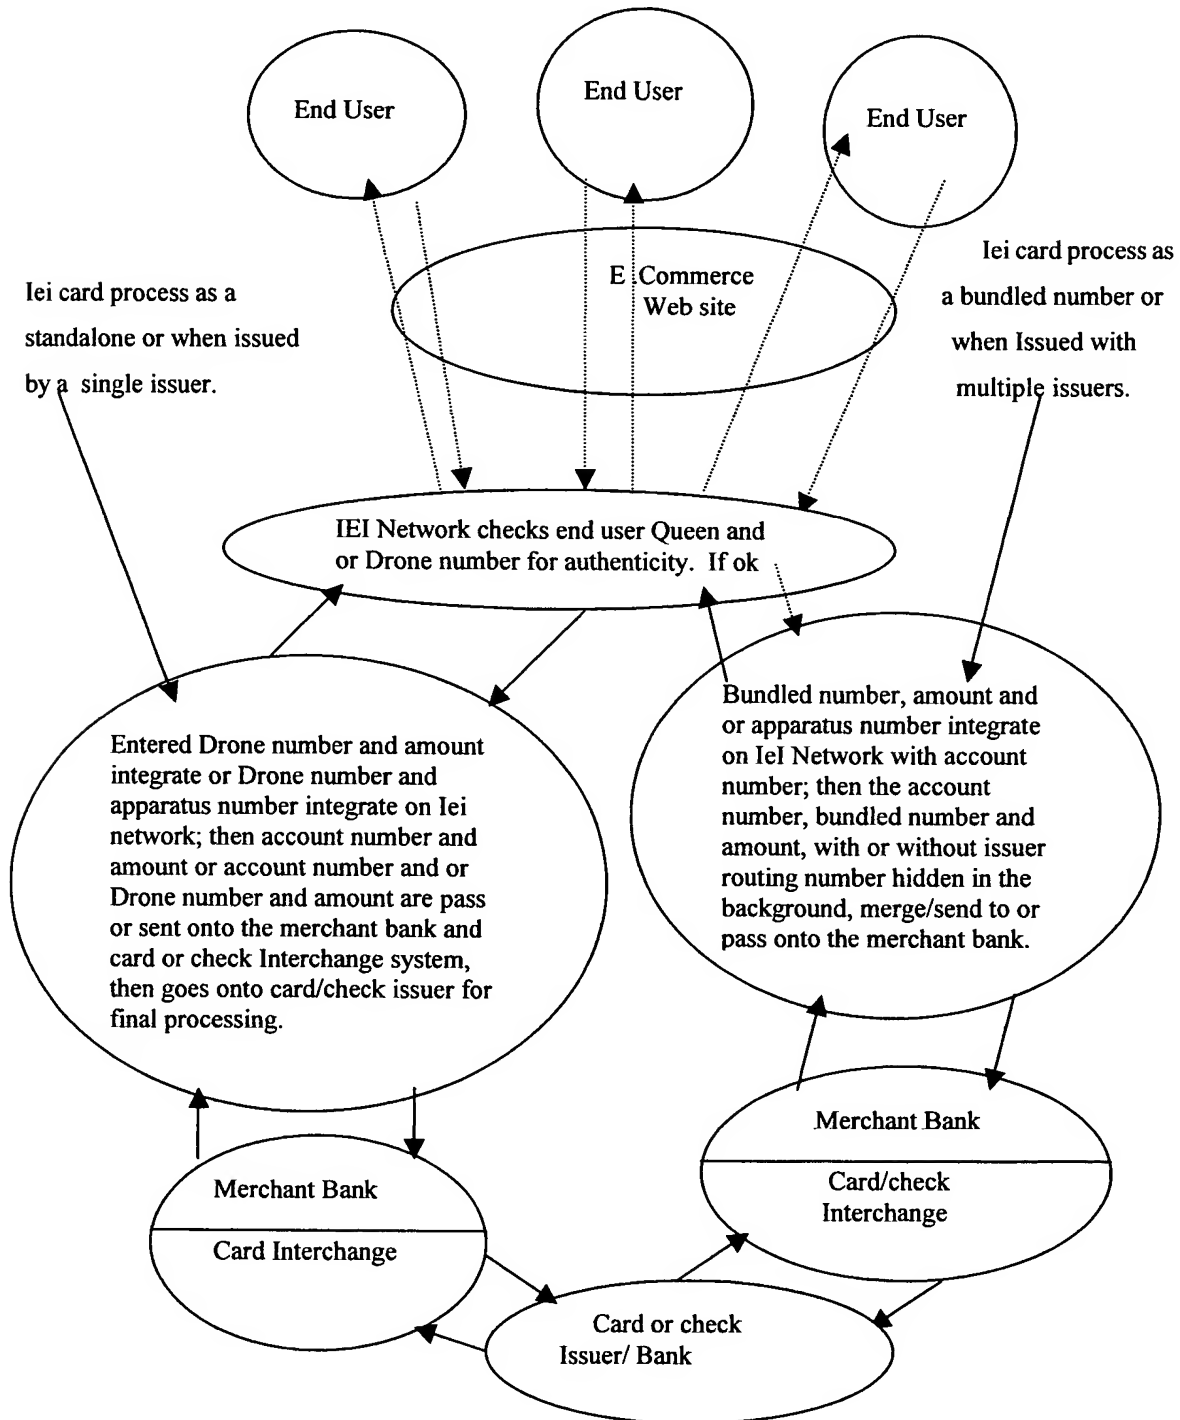 End User
End User
End User
E .Commerce
Web site
Iei card process as a
standalone or when issued
by a single issuer.
Iei card process as
a bundled number or
when Issued with
multiple issuers.
IEI Network checks end user Queen and
or Drone number for authenticity. If ok
Entered Drone number and amount
integrate or Drone number and
apparatus number integrate on Iei
network; then account number and
amount or account number and or
Drone number and amount are pass
or sent onto the merchant bank and
card or check Interchange system,
then goes onto card/check issuer for
final processing.
Bundled number, amount and
or apparatus number integrate
on IeI Network with account
number; then the account
number, bundled number and
amount, with or without issuer
routing number hidden in the
background, merge/send to or
pass onto the merchant bank.
Merchant Bank
Card Interchange
Merchant Bank
Card/check
Interchange
Card or check
Issuer/ Bank